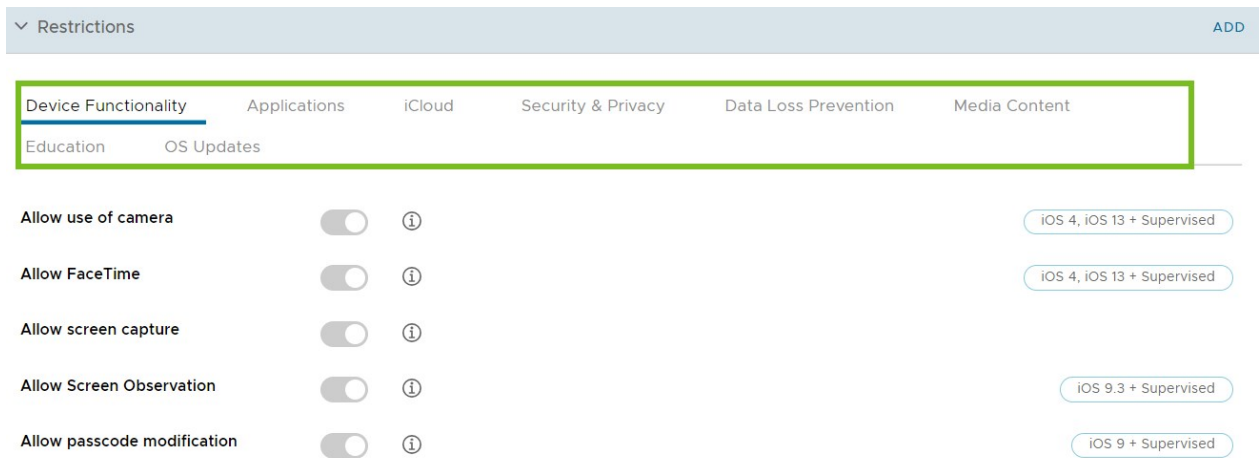 Restrictions ADD
Device Functionality Applications iCloud Security & Privacy Data Loss Prevention Media Content
Education OS Updates
Allow use of camera iOS 4, iOS 13 + Supervised
Allow FaceTime iOS 4, iOS 13 + Supervised
Allow screen capture
Allow Screen Observation iOS 9.3 + Supervised
Allow passcode modification iOS 9 + Supervised